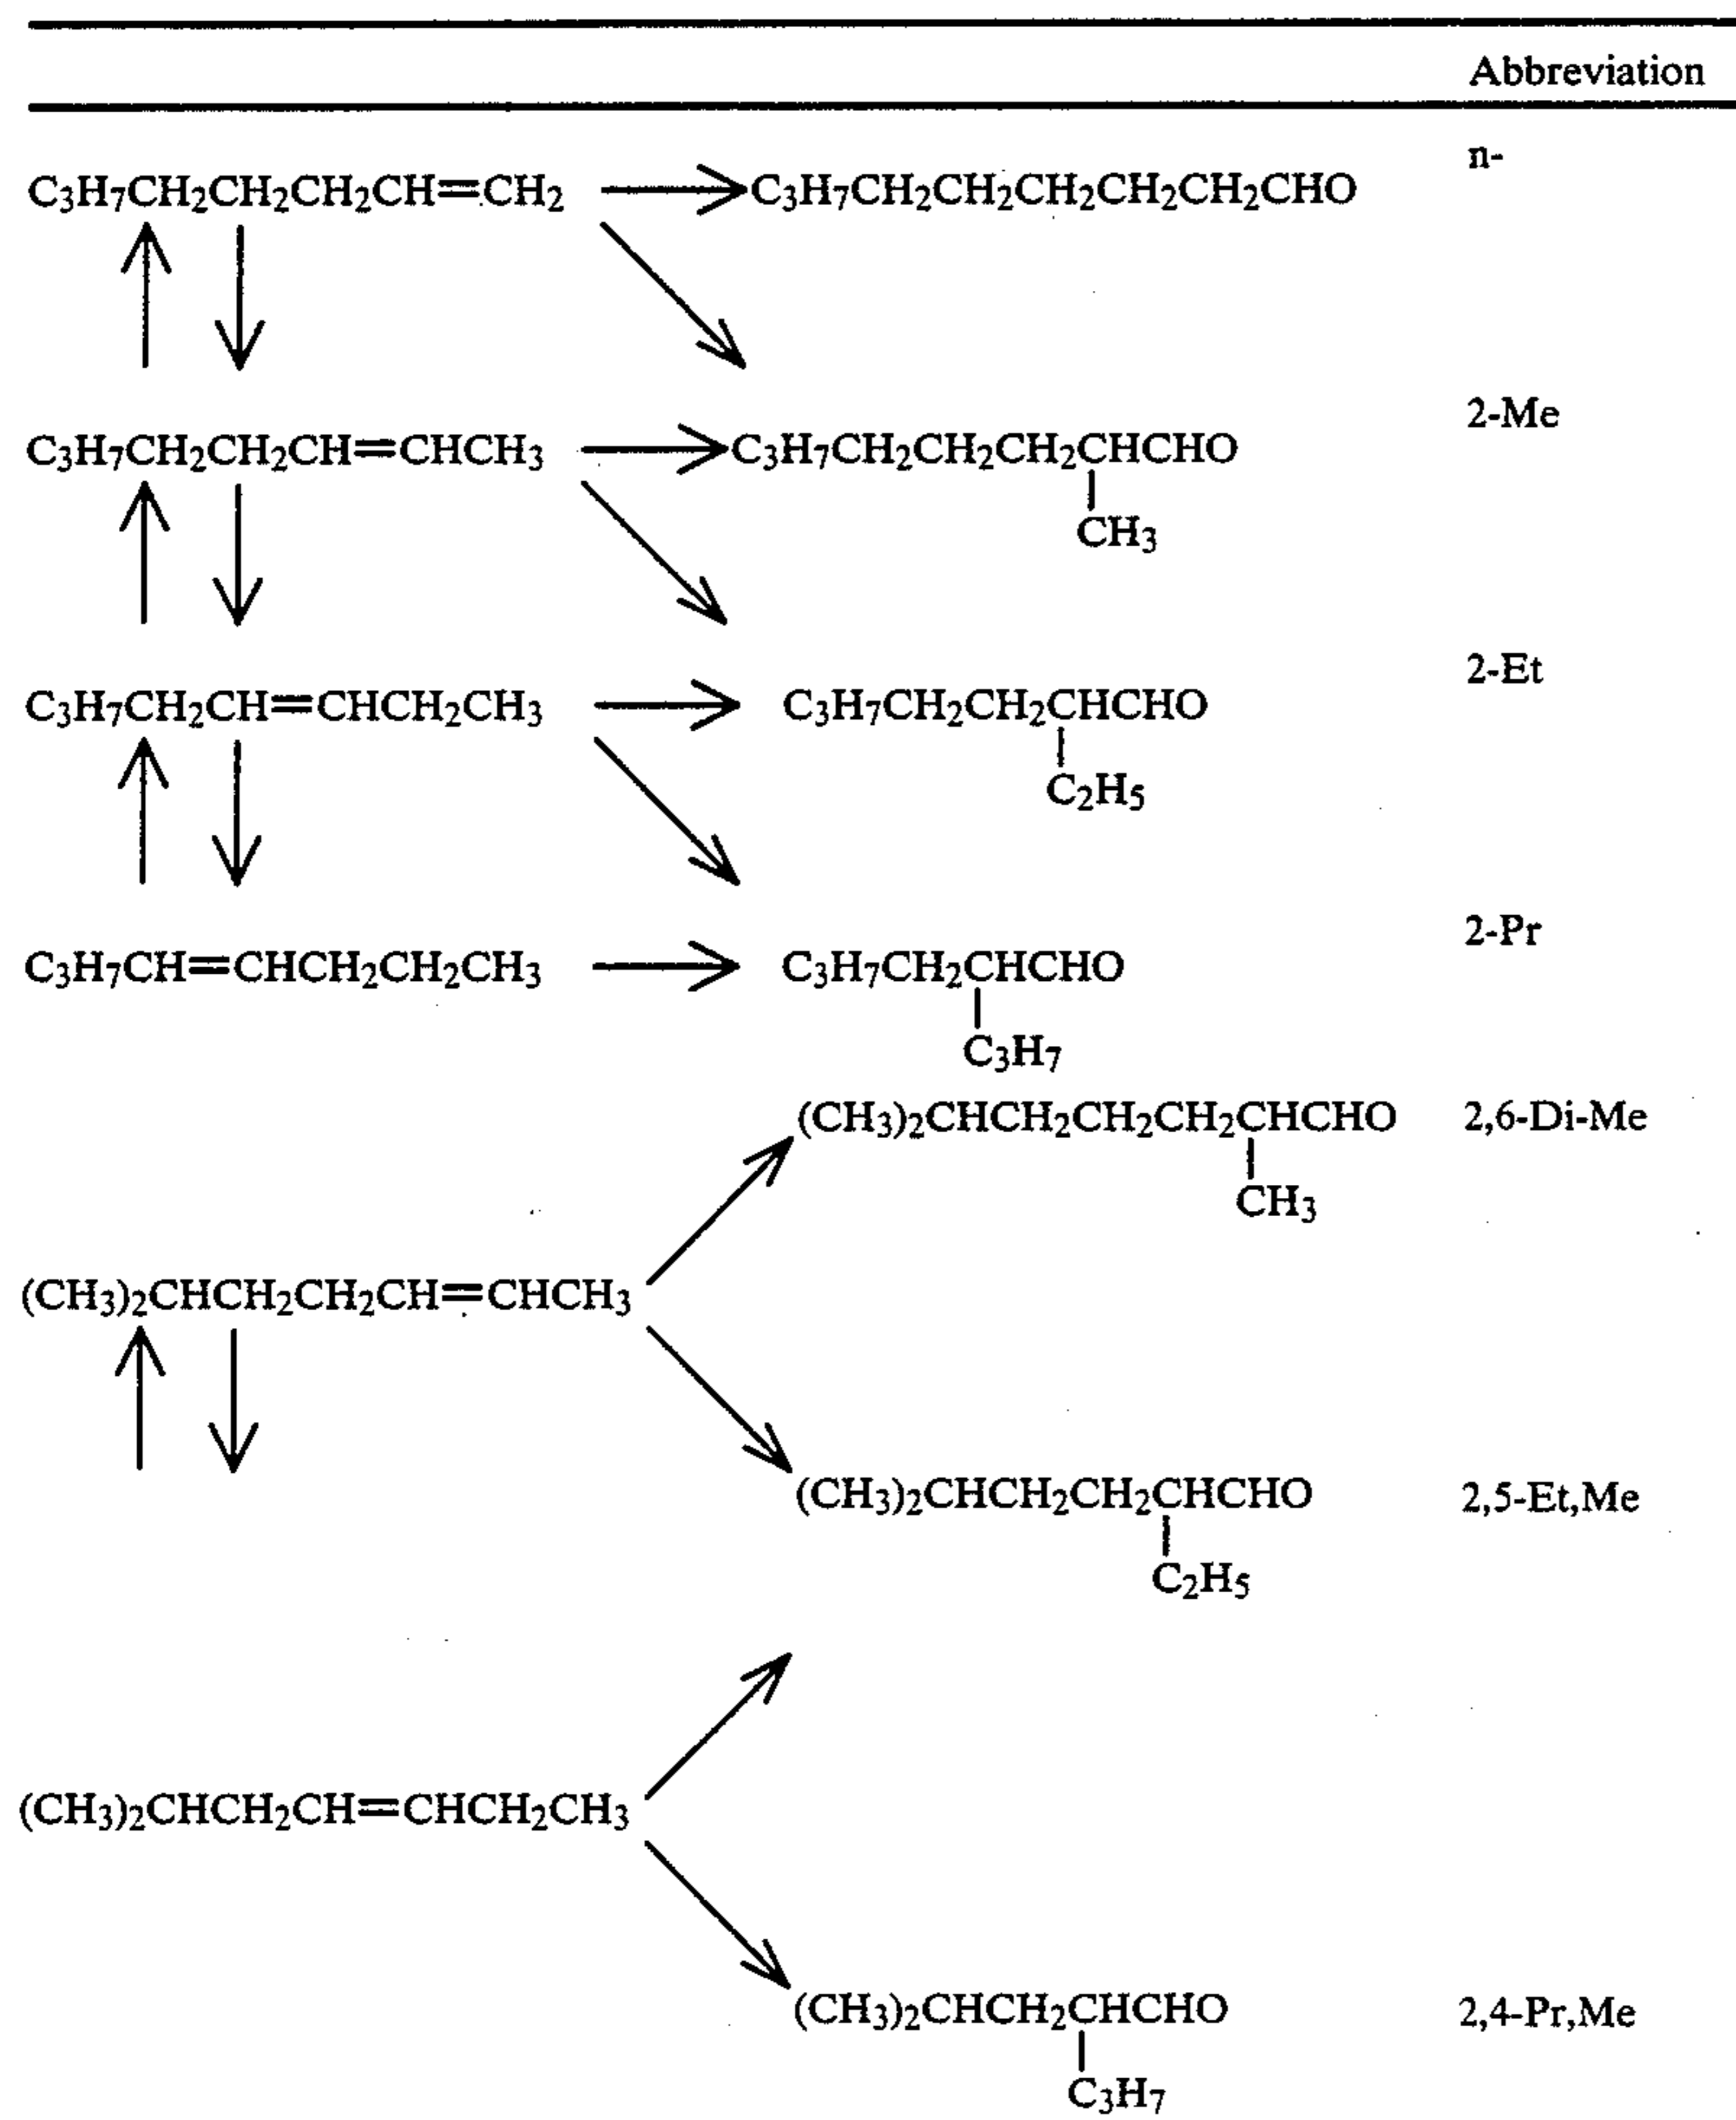 Abbreviation
C₃H₇CH₂CH₂CH₂CH=CH₂ → C₃H₇CH₂CH₂CH₂CH₂CH₂CHO n-
C₃H₇CH₂CH₂CH=CHCH₃ → C₃H₇CH₂CH₂CH₂CHCHO 2-Me
CH₃
C₃H₇CH₂CH=CHCH₂CH₃ → C₃H₇CH₂CH₂CHCHO 2-Et
C₂H₅
C₃H₇CH=CHCH₂CH₂CH₃ → C₃H₇CH₂CHCHO 2-Pr
C₃H₇
(CH₃)₂CHCH₂CH₂CH₂CHCHO 2,6-Di-Me
CH₃
(CH₃)₂CHCH₂CH₂CH=CHCH₃
(CH₃)₂CHCH₂CH₂CHCHO 2,5-Et,Me
C₂H₅
(CH₃)₂CHCH₂CH=CHCH₂CH₃
(CH₃)₂CHCH₂CHCHO 2,4-Pr,Me
C₃H₇